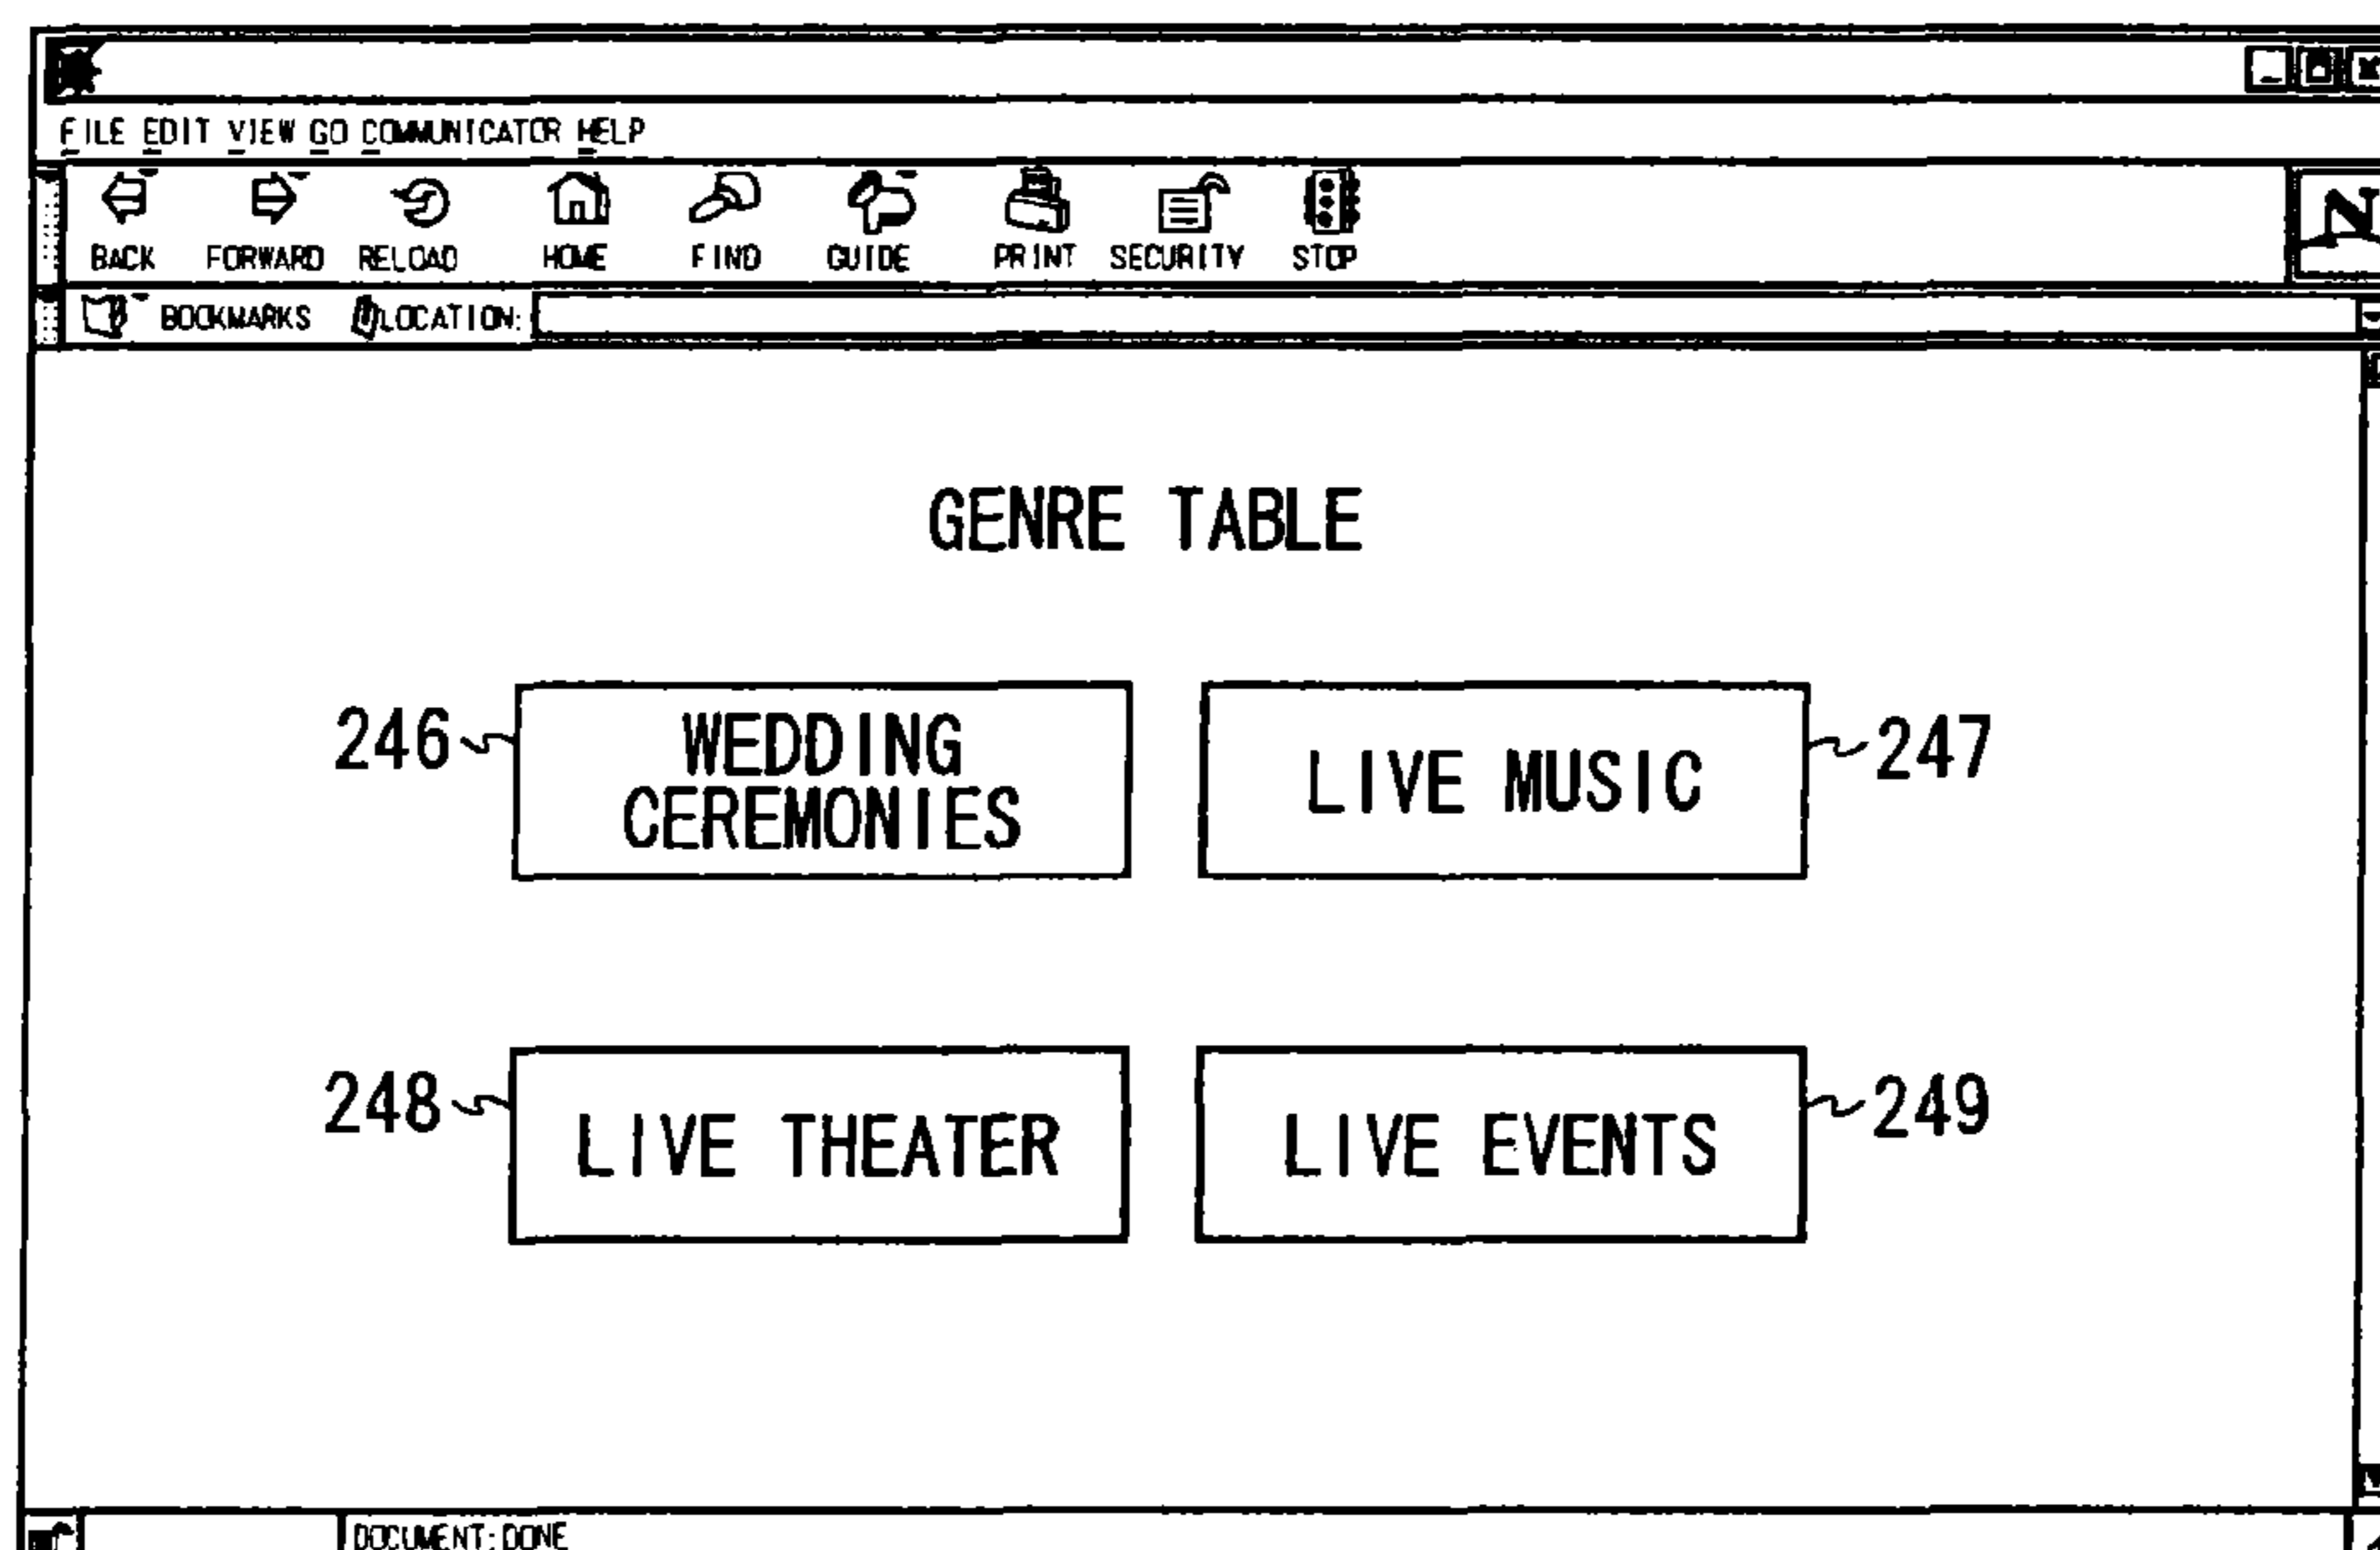 FILE EDIT VIEW GO COMMUNICATOR HELP
BACK FORWARD RELOAD HOME FIND GUIDE PRINT SECURITY STOP
N
BOOKMARKS LOCATION:
GENRE TABLE
246 WEDDING CEREMONIES
LIVE MUSIC 247
248 LIVE THEATER
LIVE EVENTS 249
DOCUMENT:DONE